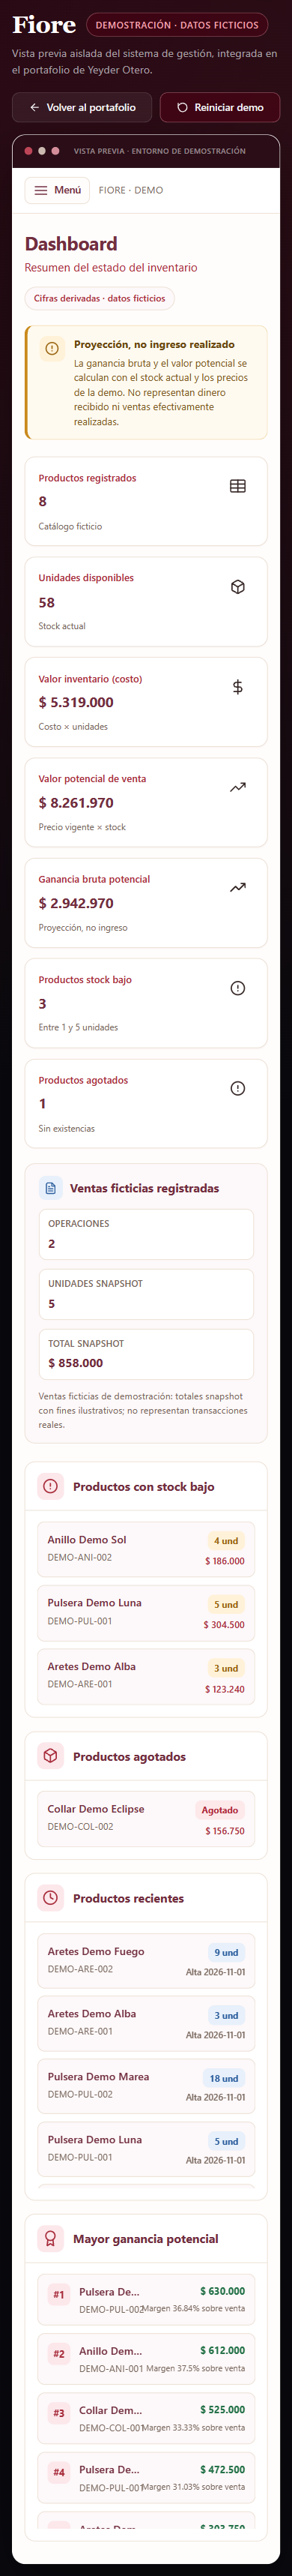 Fiore DEMOSTRACIÓN · DATOS FICTICIOS
Vista previa aislada del sistema de gestión, integrada en
el portafolio de Yeyder Otero.
Volver al portafolio Reiniciar demo
VISTA PREVIA · ENTORNO DE DEMOSTRACIÓN
Menú FIORE · DEMO
Dashboard
Resumen del estado del inventario
Cifras derivadas · datos ficticios
Proyección, no ingreso realizado
La ganancia bruta y el valor potencial se
calculan con el stock actual y los precios
de la demo. No representan dinero
recibido ni ventas efectivamente
realizadas.
Productos registrados
8
Catálogo ficticio
Unidades disponibles
58
Stock actual
Valor inventario (costo)
$ 5.319.000
Costo × unidades
Valor potencial de venta
$ 8.261.970
Precio vigente × stock
Ganancia bruta potencial
$ 2.942.970
Proyección, no ingreso
Productos stock bajo
3
Entre 1 y 5 unidades
Productos agotados
1
Sin existencias
Ventas ficticias registradas
OPERACIONES
2
UNIDADES SNAPSHOT
5
TOTAL SNAPSHOT
$ 858.000
Ventas ficticias de demostración: totales snapshot
con fines ilustrativos; no representan transacciones
reales.
Productos con stock bajo
Anillo Demo Sol 4 und
DEMO-ANI-002 $ 186.000
Pulsera Demo Luna 5 und
DEMO-PUL-001 $ 304.500
Aretes Demo Alba 3 und
DEMO-ARE-001 $ 123.240
Productos agotados
Collar Demo Eclipse Agotado
DEMO-COL-002 $ 156.750
Productos recientes
Aretes Demo Fuego 9 und
DEMO-ARE-002 Alta 2026-11-01
Aretes Demo Alba 3 und
DEMO-ARE-001 Alta 2026-11-01
Pulsera Demo Marea 18 und
DEMO-PUL-002 Alta 2026-11-01
Pulsera Demo Luna 5 und
DEMO-PUL-001 Alta 2026-11-01
Mayor ganancia potencial
#1 Pulsera De... $ 630.000
DEMO-PUL-002 Margen 36.84% sobre venta
#2 Anillo Dem... $ 612.000
DEMO-ANI-001 Margen 37.5% sobre venta
#3 Collar Dem... $ 525.000
DEMO-COL-001 Margen 33.33% sobre venta
#4 Pulsera De... $ 472.500
DEMO-PUL-001 Margen 31.03% sobre venta